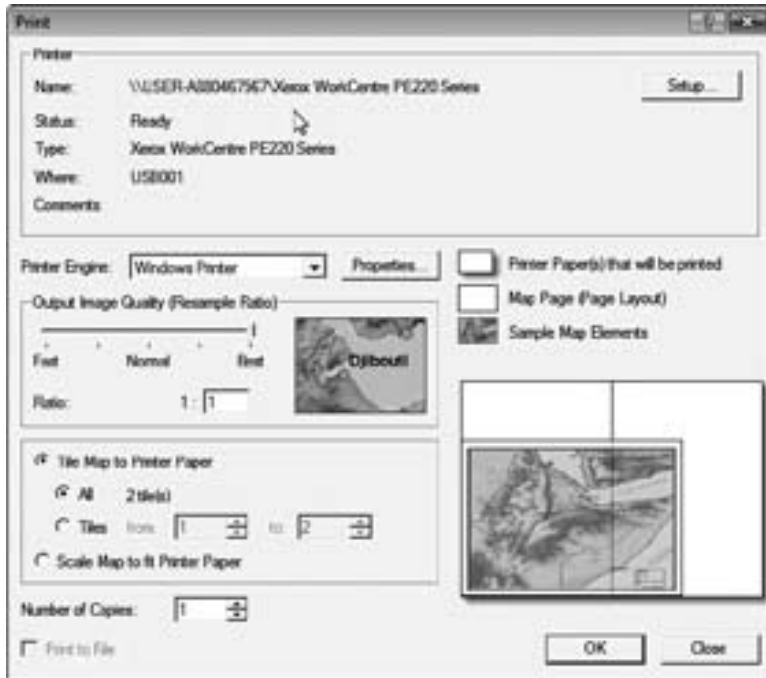 Print
Printer
Name: \\USER-A880467567\Xerox WorkCentre PE220 Series
Setup...
Status: Ready
Type: Xerox WorkCentre PE220 Series
Where: USB001
Comments
Printer Engine: Windows Printer
Properties...
Printer Paper(s) that will be printed
Map Page (Page Layout)
Sample Map Elements
Output Image Quality (Resample Ratio)
Fast Normal Best
Djibouti
Ratio: 1 : 1
Tile Map to Printer Paper
All 2 tile(s)
Tiles from: 1 to: 2
Scale Map to fit Printer Paper
Number of Copies: 1
Print to File
OK Close